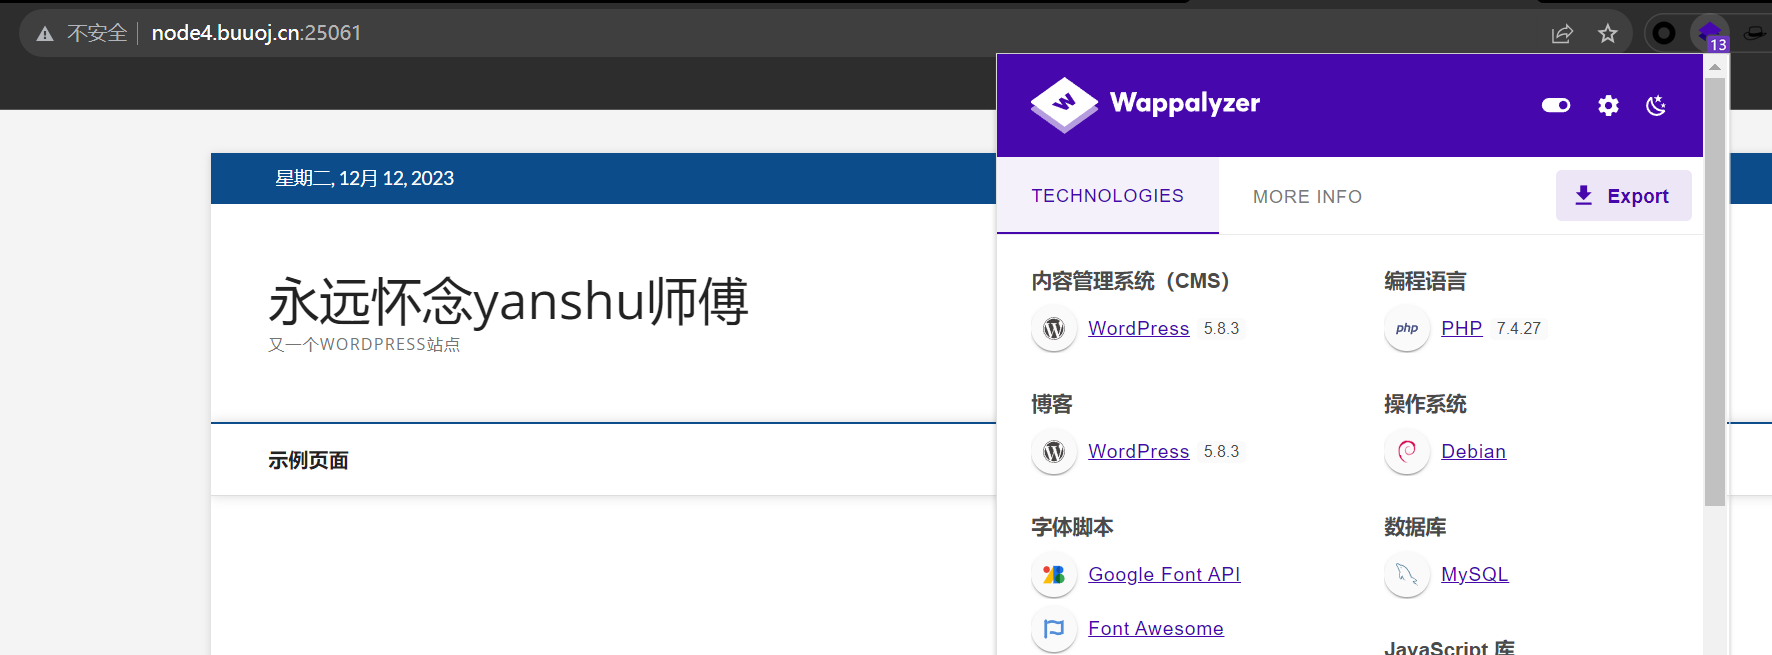 不安全 node4.buuoj.cn:25061
13
Wappalyzer
星期二, 12月 12, 2023
TECHNOLOGIES
MORE INFO
Export
永远怀念yanshu师傅
又一个WORDPRESS站点
示例页面
内容管理系统（CMS）
WordPress 5.8.3
编程语言
php PHP 7.4.27
博客
WordPress 5.8.3
操作系统
Debian
字体脚本
Google Font API
Font Awesome
数据库
MySQL
JavaScript 库